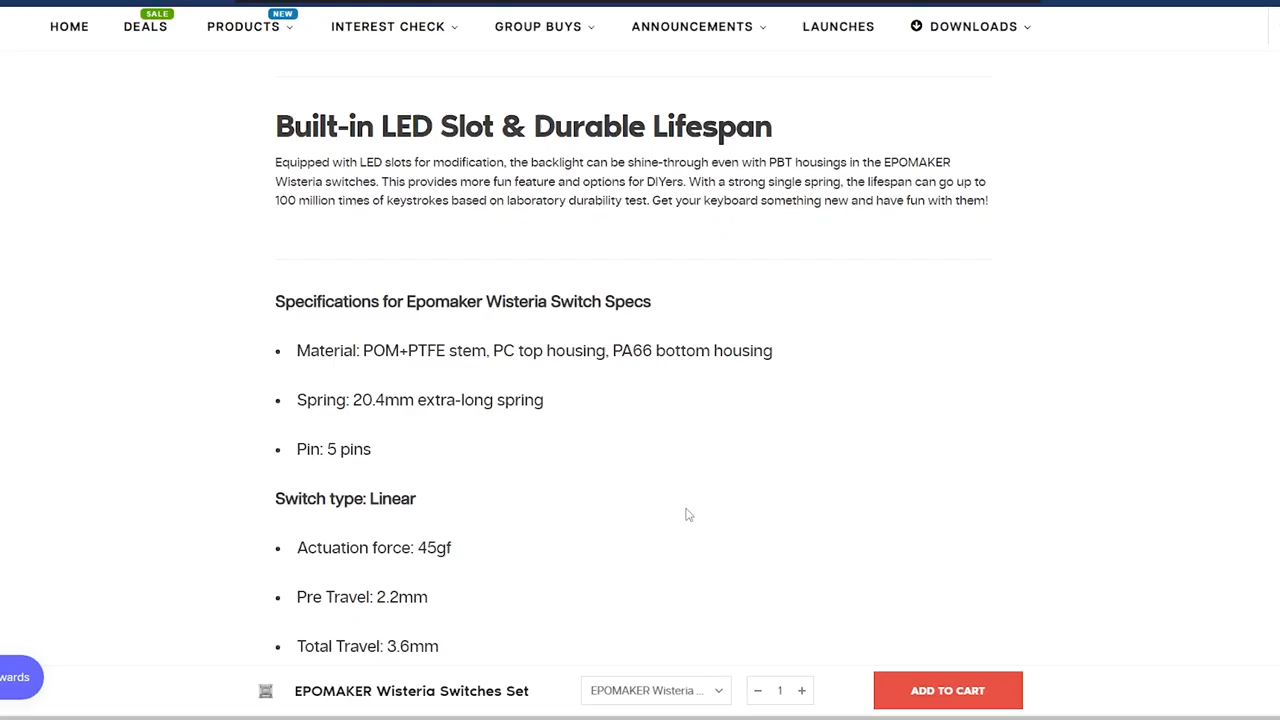 SALE
NEW
HOME
DEALS
PRODUCTS
INTEREST CHECK
GROUP BUYS
ANNOUNCEMENTS
LAUNCHES
DOWNLOADS
Built-in LED Slot & Durable Lifespan
Equipped with LED slots for modification, the backlight can be shine-through even with PBT housings in the EPOMAKER
Wisteria switches. This provides more fun feature and options for DIYers. With a strong single spring, the lifespan can go up to
100 million times of keystrokes based on laboratory durability test. Get your keyboard something new and have fun with them!
Specifications for Epomaker Wisteria Switch Specs
• Material: POM+PTFE stem, PC top housing, PA66 bottom housing
• Spring: 20.4mm extra-long spring
• Pin: 5 pins
Switch type: Linear
• Actuation force: 45gf
• Pre Travel: 2.2mm
• Total Travel: 3.6mm
wards
EPOMAKER Wisteria Switches Set
EPOMAKER Wisteria ...
− 1 +
ADD TO CART